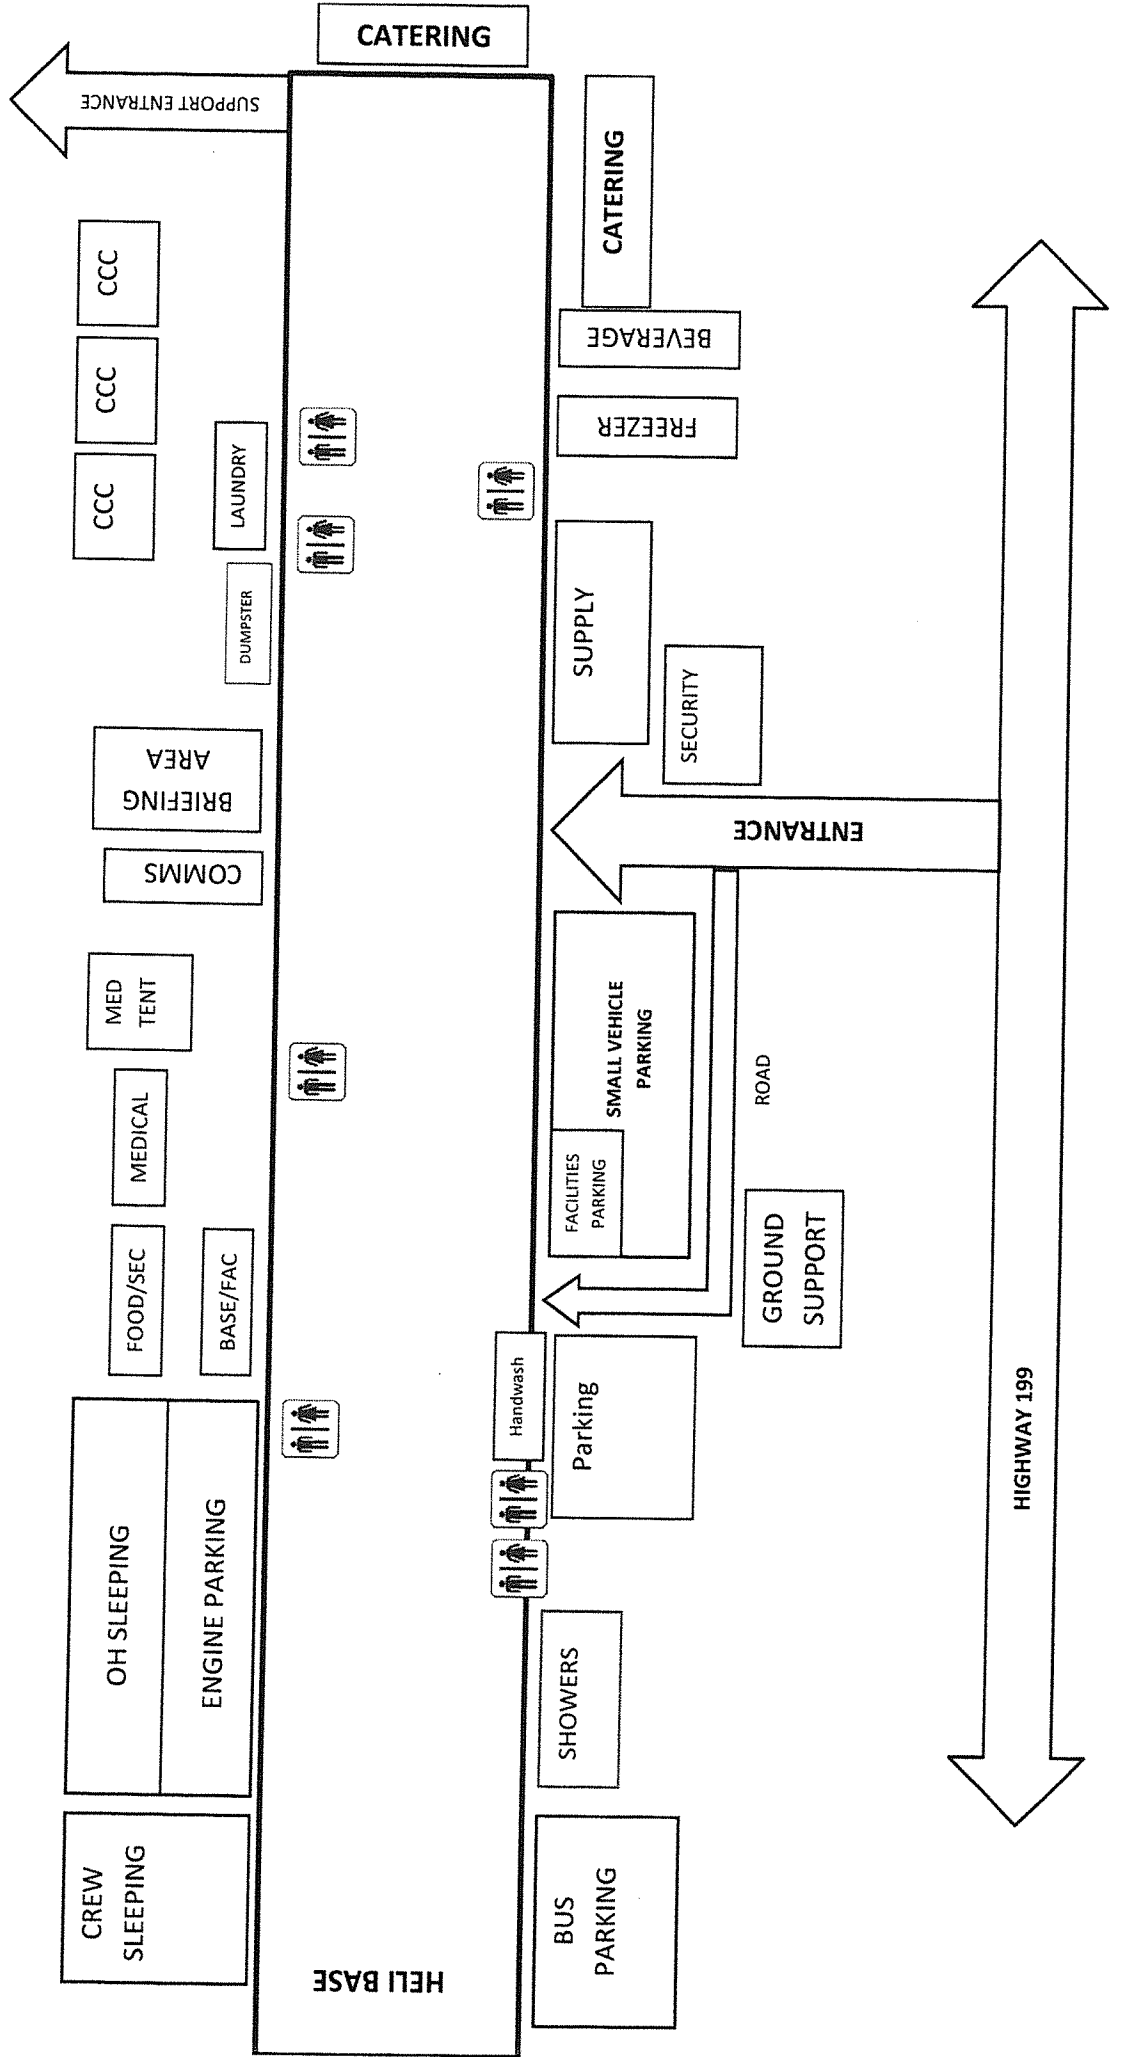 CATERING
SUPPORT ENTRANCE
CATERING
CCC
CCC
CCC
LAUNDRY
DUMPSTER
BEVERAGE
FREEZER
SUPPLY
SECURITY
BRIEFING
AREA
COMMS
ENTRANCE
MED
TENT
MEDICAL
SMALL VEHICLE
PARKING
FACILITIES
PARKING
ROAD
FOOD/SEC
BASE/FAC
GROUND
SUPPORT
Handwash
Parking
HIGHWAY 199
OH SLEEPING
ENGINE PARKING
SHOWERS
CREW
SLEEPING
HELI BASE
BUS
PARKING